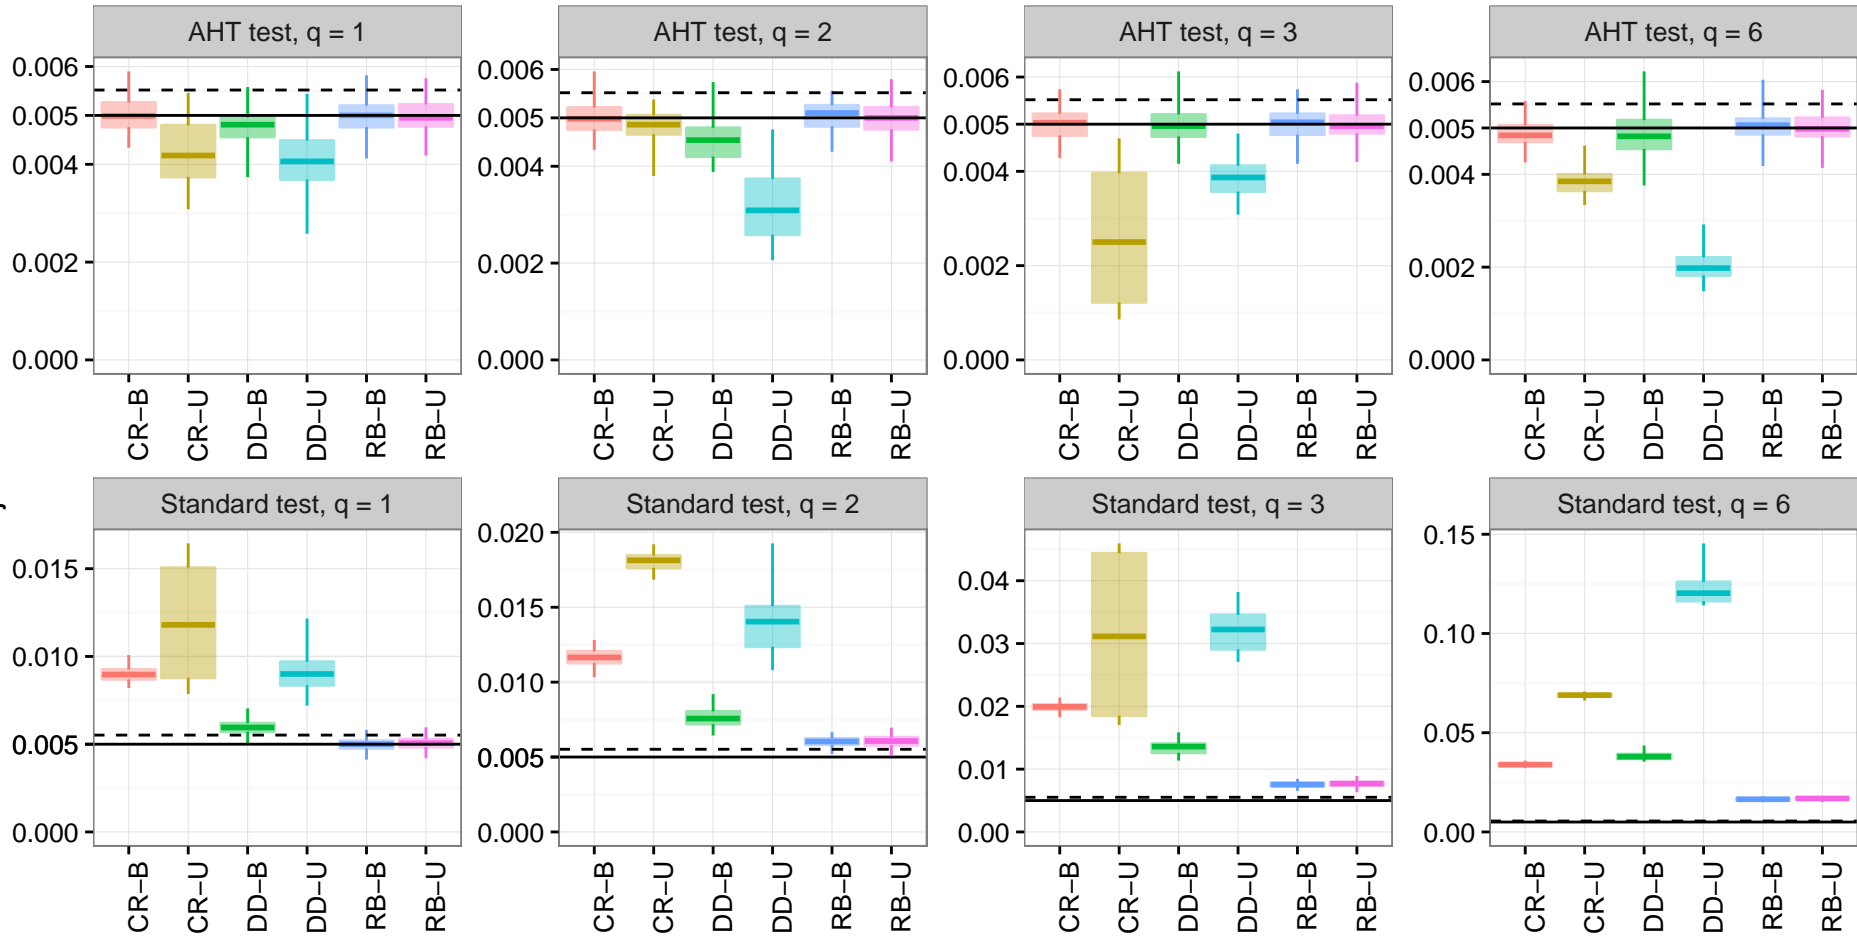 AHT test, q = 1
AHT test, q = 2
AHT test, q = 3
AHT test, q = 6
0.006
0.005
0.004
0.002
0.000
0.006
0.005
0.004
0.002
0.000
0.006
0.005
0.004
0.002
0.000
0.006
0.005
0.004
0.002
0.000
CR−B
CR−U
DD−B
DD−U
RB−B
RB−U
CR−B
CR−U
DD−B
DD−U
RB−B
RB−U
CR−B
CR−U
DD−B
DD−U
RB−B
RB−U
CR−B
CR−U
DD−B
DD−U
RB−B
RB−U
Standard test, q = 1
Standard test, q = 2
Standard test, q = 3
Standard test, q = 6
0.015
0.010
0.005
0.000
0.020
0.015
0.010
0.005
0.000
0.04
0.03
0.02
0.01
0.00
0.15
0.10
0.05
0.00
CR−B
CR−U
DD−B
DD−U
RB−B
RB−U
CR−B
CR−U
DD−B
DD−U
RB−B
RB−U
CR−B
CR−U
DD−B
DD−U
RB−B
RB−U
CR−B
CR−U
DD−B
DD−U
RB−B
RB−U